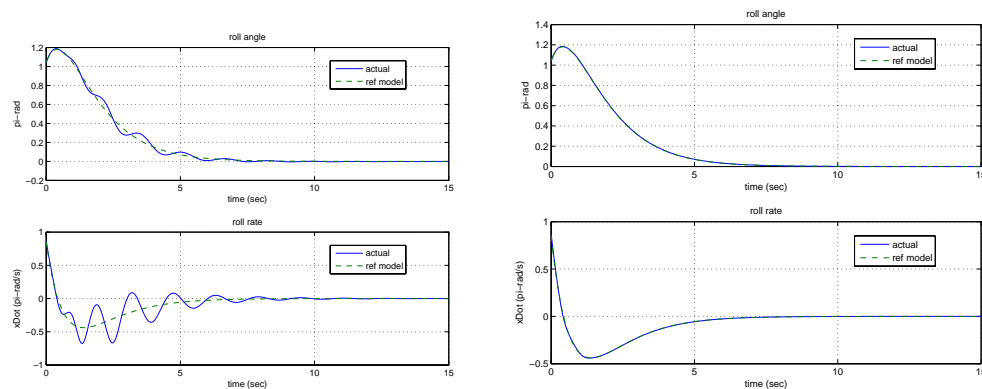 roll angle
1.2
1
0.8
0.6
0.4
0.2
0
−0.2
pi−rad
actual
ref model
0 5 10 15
time (sec)
roll rate
1
0.5
0
−0.5
−1
xDot (pi−rad/s)
actual
ref model
0 5 10 15
time (sec)
roll angle
1.4
1.2
1
0.8
0.6
0.4
0.2
0
pi−rad
actual
ref model
0 5 10 15
time (sec)
roll rate
1
0.5
0
−0.5
xDot (pi−rad/s)
actual
ref model
0 5 10 15
time (sec)